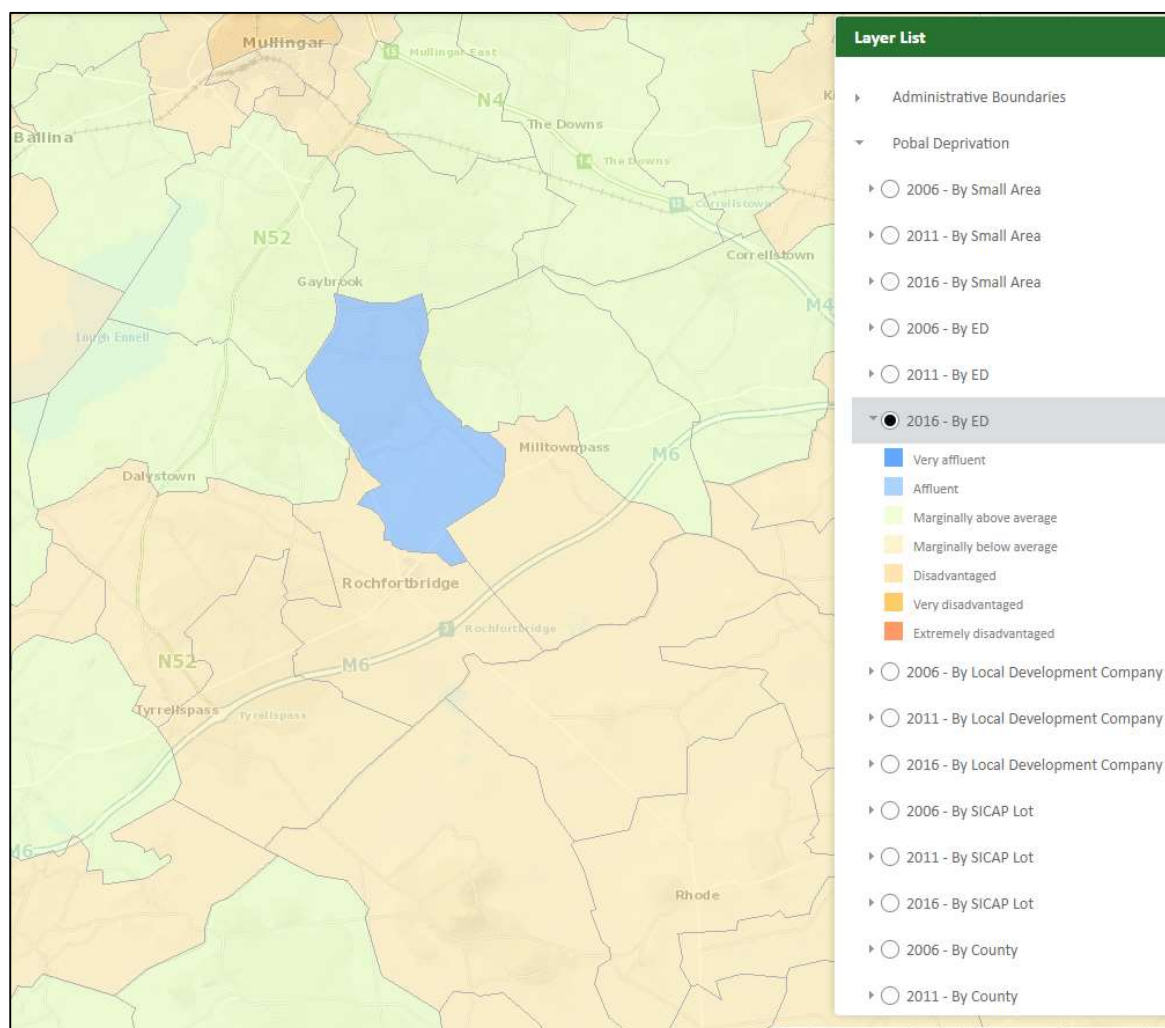 Mullingar
15
Mullingar East
N4
Ballina
The Downs
14
The Downs
Correllstown
N52
Correllstown
Gaybrook
M4
Lough Ennell
Milltownpass
M6
Dalystown
Rochfortbridge
Rochfortbridge
N52
M6
Tyrrellspass
Tyrrellspass
M6
Rhode
Layer List
Administrative Boundaries
Pobal Deprivation
2006 - By Small Area
2011 - By Small Area
2016 - By Small Area
2006 - By ED
2011 - By ED
2016 - By ED
Very affluent
Affluent
Marginally above average
Marginally below average
Disadvantaged
Very disadvantaged
Extremely disadvantaged
2006 - By Local Development Company
2011 - By Local Development Company
2016 - By Local Development Company
2006 - By SICAP Lot
2011 - By SICAP Lot
2016 - By SICAP Lot
2006 - By County
2011 - By County